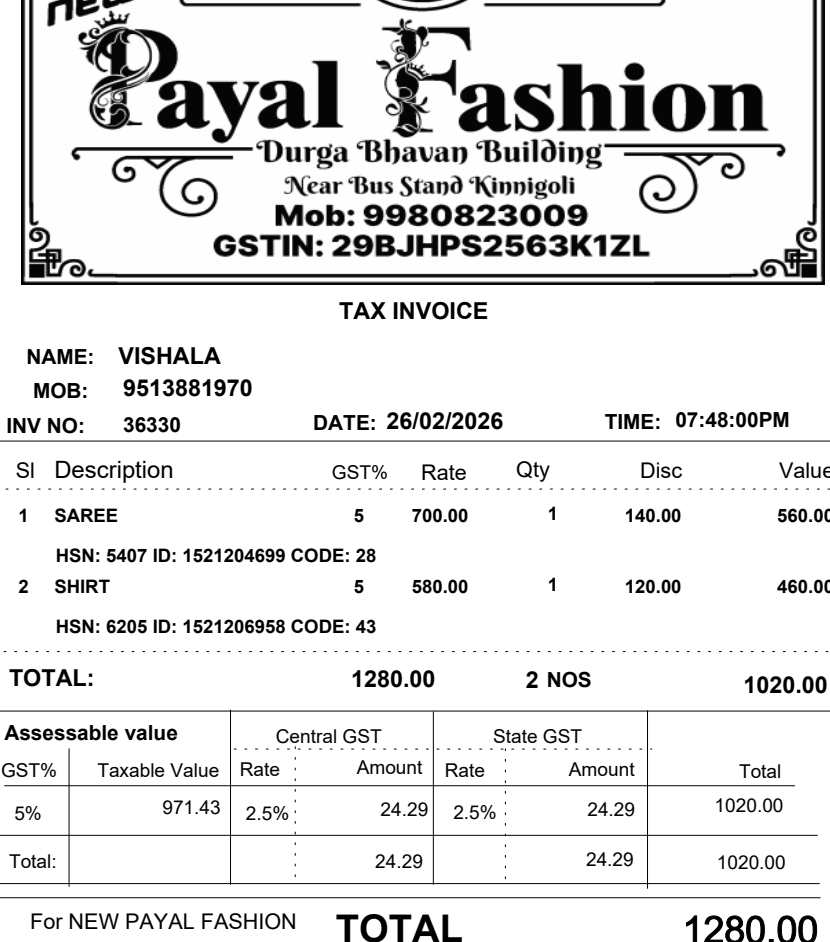 new
Payal Fashion
Durga Bhavan Building
Near Bus Stand Kinnigoli
Mob: 9980823009
GSTIN: 29BJHPS2563K1ZL
TAX INVOICE
NAME: VISHALA
MOB: 9513881970
INV NO: 36330 DATE: 26/02/2026 TIME: 07:48:00PM
Sl Description GST% Rate Qty Disc Value
1 SAREE 5 700.00 1 140.00 560.00
HSN: 5407 ID: 1521204699 CODE: 28
2 SHIRT 5 580.00 1 120.00 460.00
HSN: 6205 ID: 1521206958 CODE: 43
TOTAL: 1280.00 2 NOS 1020.00
Assessable value Central GST State GST
GST% Taxable Value Rate Amount Rate Amount Total
5% 971.43 2.5% 24.29 2.5% 24.29 1020.00
Total: 24.29 24.29 1020.00
For NEW PAYAL FASHION TOTAL 1280.00